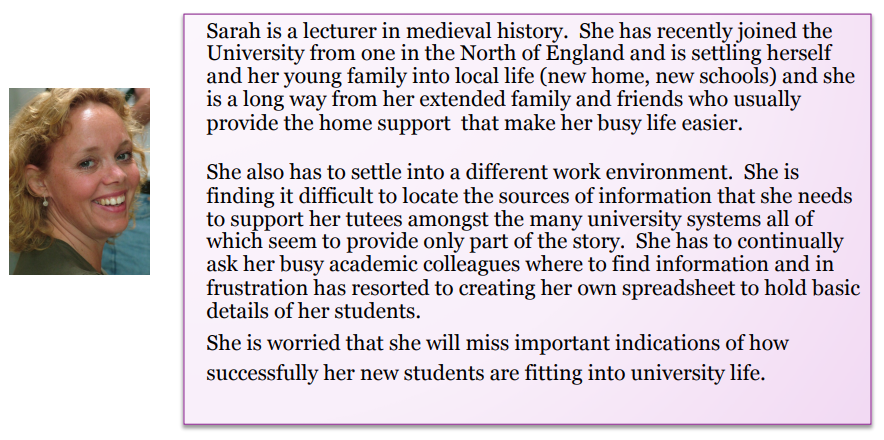 Sarah is a lecturer in medieval history.  She has recently joined the
University from one in the North of England and is settling herself
and her young family into local life (new home, new schools) and she
is a long way from her extended family and friends who usually
provide the home support  that make her busy life easier.
She also has to settle into a different work environment.  She is
finding it difficult to locate the sources of information that she needs
to support her tutees amongst the many university systems all of
which seem to provide only part of the story.  She has to continually
ask her busy academic colleagues where to find information and in
frustration has resorted to creating her own spreadsheet to hold basic
details of her students.
She is worried that she will miss important indications of how
successfully her new students are fitting into university life.